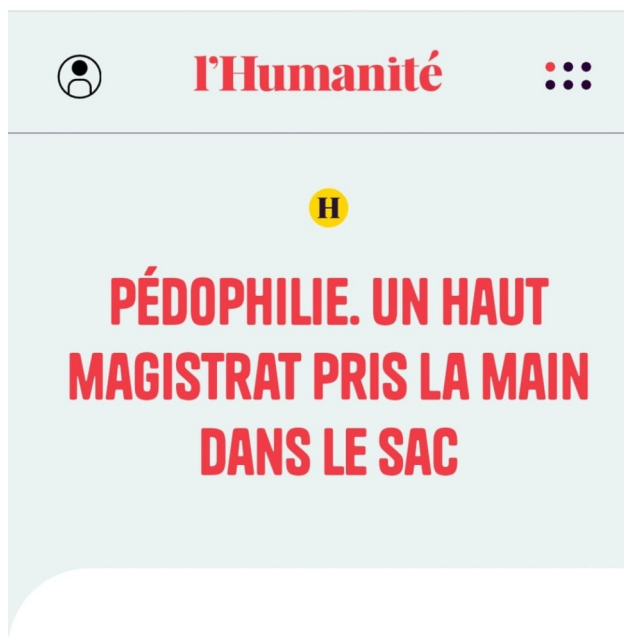 l'Humanité
H
PÉDOPHILIE. UN HAUT
MAGISTRAT PRIS LA MAIN
DANS LE SAC